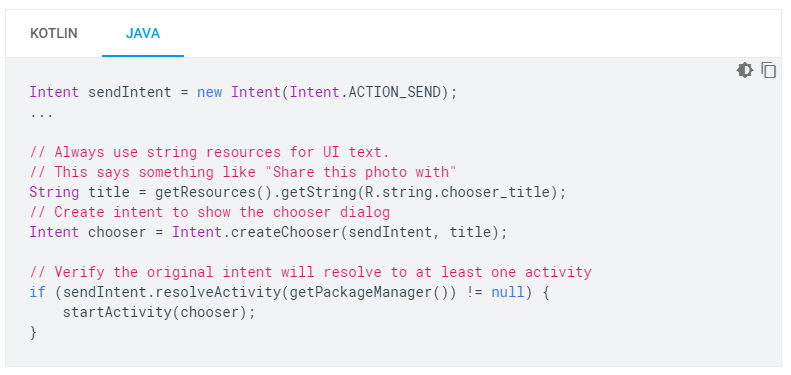 KOTLIN JAVA
Intent sendIntent = new Intent(Intent.ACTION_SEND);
...
// Always use string resources for UI text.
// This says something like "Share this photo with"
String title = getResources().getString(R.string.chooser_title);
// Create intent to show the chooser dialog
Intent chooser = Intent.createChooser(sendIntent, title);
// Verify the original intent will resolve to at least one activity
if (sendIntent.resolveActivity(getPackageManager()) != null) {
    startActivity(chooser);
}